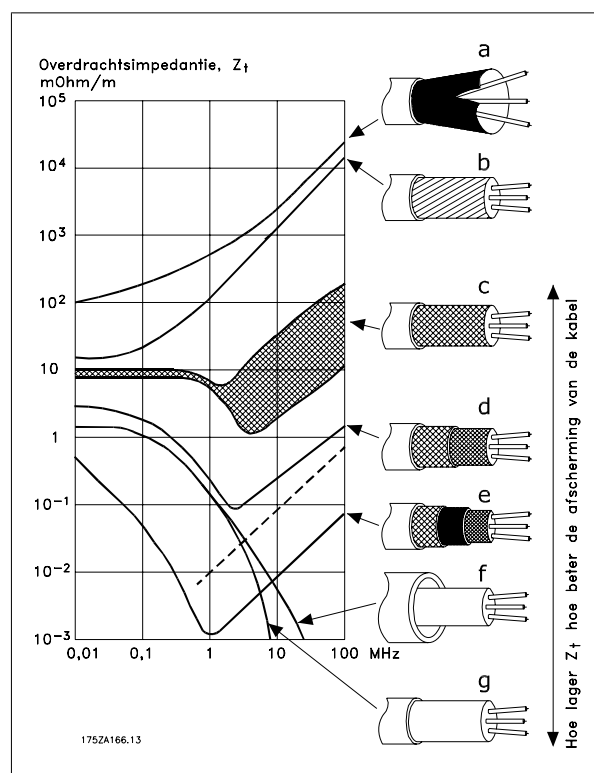 Overdrachtsimpedantie, Zt
mOhm/m
10⁵
10⁴
10³
10²
10
1
10⁻¹
10⁻²
10⁻³
0,01 0,1 1 10 100 MHz
a
b
c
d
e
f
g
Hoe lager Zt hoe beter de afscherming van de kabel
175ZA166.13